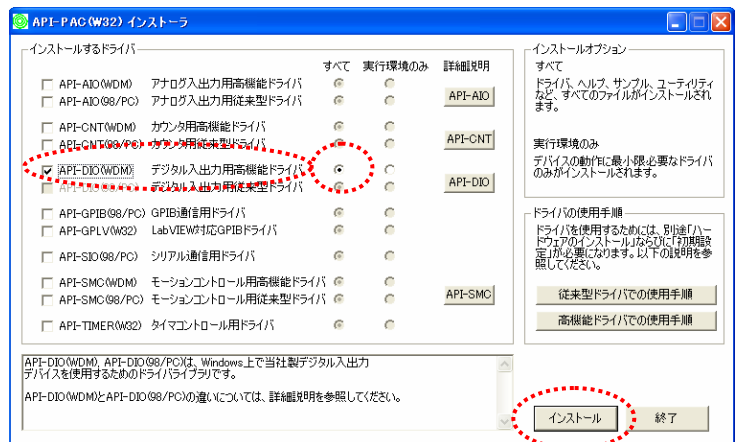 API-PAC(W32) インストーラ
インストールするドライバ
すべて 実行環境のみ 詳細説明
API-AIO(WDM) アナログ入出力用高機能ドライバ
API-AIO(98/PC) アナログ入出力用従来型ドライバ
API-AIO
API-CNT(WDM) カウンタ用高機能ドライバ
API-CNT(98/PC) カウンタ用従来型ドライバ
API-CNT
API-DIO(WDM) デジタル入出力用高機能ドライバ
API-DIO(98/PC) デジタル入出力用従来型ドライバ
API-DIO
API-GPIB(98/PC) GPIB通信用ドライバ
API-GPLV(W32) LabVIEW対応GPIBドライバ
API-SIO(98/PC) シリアル通信用ドライバ
API-SMC(WDM) モーションコントロール用高機能ドライバ
API-SMC(98/PC) モーションコントロール用従来型ドライバ
API-SMC
API-TIMER(W32) タイマコントロール用ドライバ
インストールオプション
すべて
ドライバ、ヘルプ、サンプル、ユーティリティ
など、すべてのファイルがインストールされ
ます。
実行環境のみ
デバイスの動作に最小限必要なドライバ
のみがインストールされます。
ドライバの使用手順
ドライバを使用するためには、別途「ハー
ドウェアのインストール」ならびに「初期設
定」が必要になります。以下の説明を参
照してください。
従来型ドライバでの使用手順
高機能ドライバでの使用手順
API-DIO(WDM), API-DIO(98/PC)は、Windows上で当社製デジタル入出力
デバイスを使用するためのドライバライブラリです。
API-DIO(WDM)とAPI-DIO(98/PC)の違いについては、詳細説明を参照してください。
インストール 終了